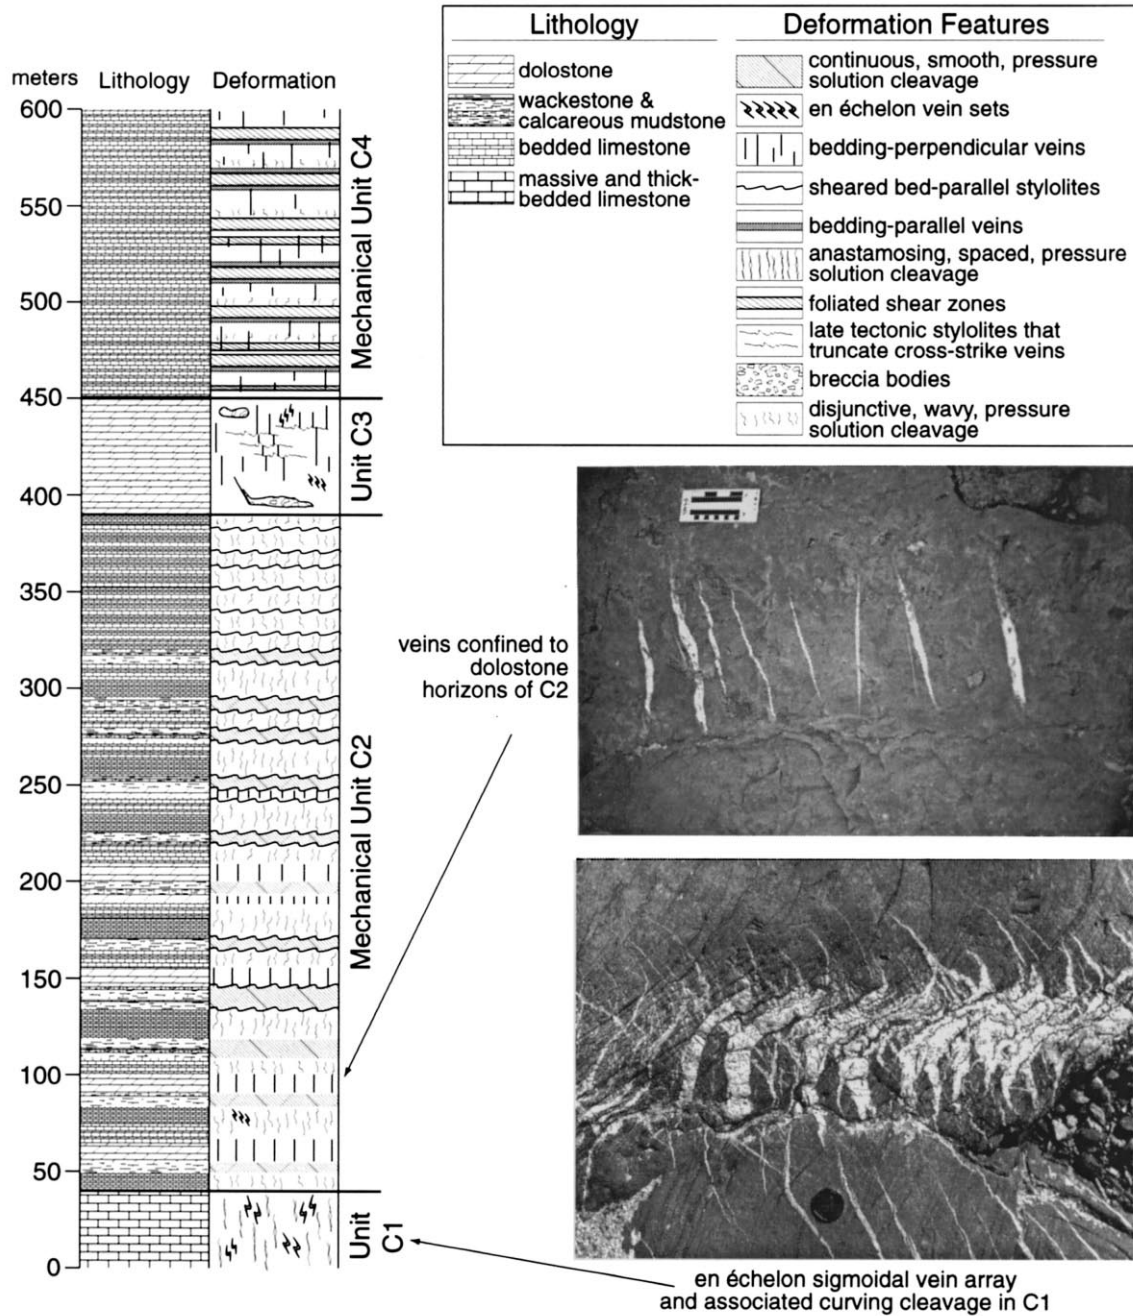 Lithology
dolostone
wackestone &
calcareous mudstone
bedded limestone
massive and thick-
bedded limestone
Deformation Features
continuous, smooth, pressure
solution cleavage
en échelon vein sets
bedding-perpendicular veins
sheared bed-parallel stylolites
bedding-parallel veins
anastamosing, spaced, pressure
solution cleavage
foliated shear zones
late tectonic stylolites that
truncate cross-strike veins
breccia bodies
disjunctive, wavy, pressure
solution cleavage
meters
Lithology
Deformation
600
550
500
450
400
350
300
250
200
150
100
50
0
Mechanical Unit C4
Unit C3
Mechanical Unit C2
Unit
C1
veins confined to
dolostone
horizons of C2
en échelon sigmoidal vein array
and associated curving cleavage in C1